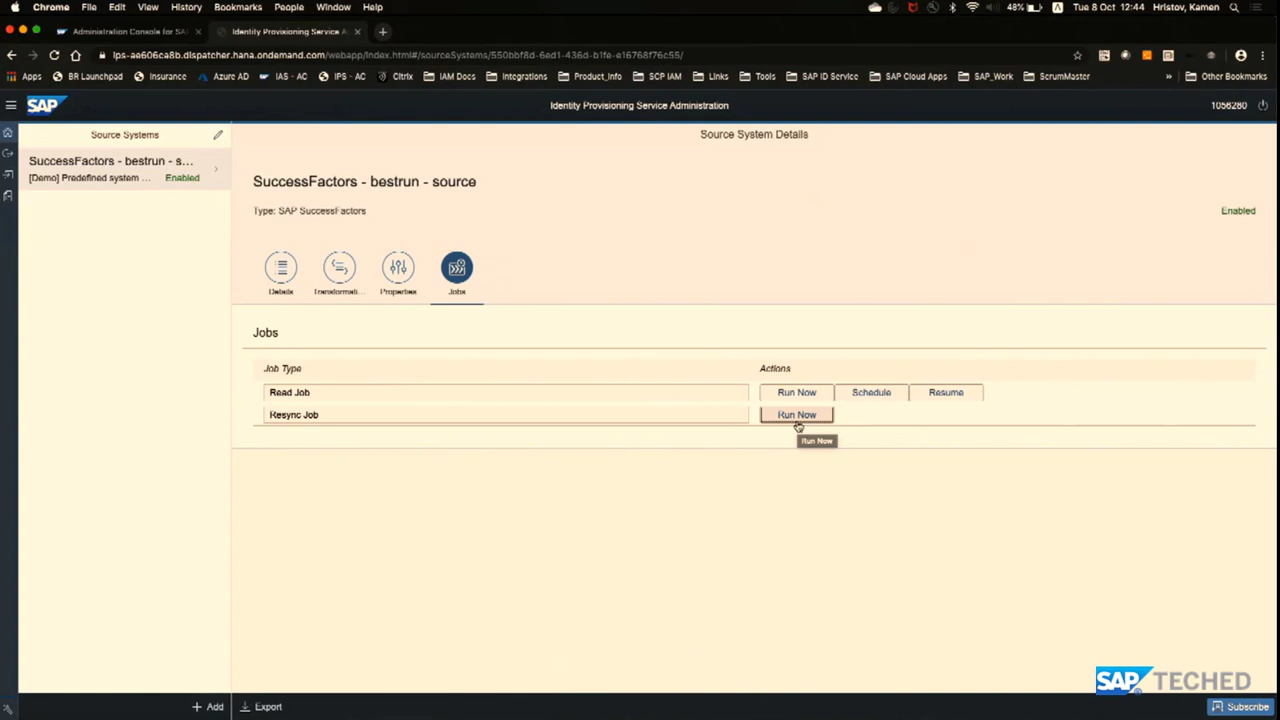 Chrome File Edit View History Bookmarks People Window Help 48% Tue 8 Oct 12:44 Hristov, Kamen
Administration Console for SA Identity Provisioning Service A
ips-ae606ca8b.dispatcher.hana.ondemand.com/webapp/index.html#/sourceSystems/550bbf8d-6ed1-436d-b1fe-e16768f76c55/
Apps BR Launchpad Insurance Azure AD IAS - AC IPS - AC Citrix IAM Docs Integrations Product_Info SCP IAM Links Tools SAP ID Service SAP Cloud Apps SAP_Work ScrumMaster » Other Bookmarks
SAP Identity Provisioning Service Administration 1056280
Source Systems Source System Details
SuccessFactors - bestrun - s...
[Demo] Predefined system ... Enabled
SuccessFactors - bestrun - source
Type: SAP SuccessFactors Enabled
Details Transformati... Properties Jobs
Jobs
Job Type Actions
Read Job Run Now Schedule Resume
Resync Job Run Now
Run Now
SAP TECHED
Add Export Subscribe